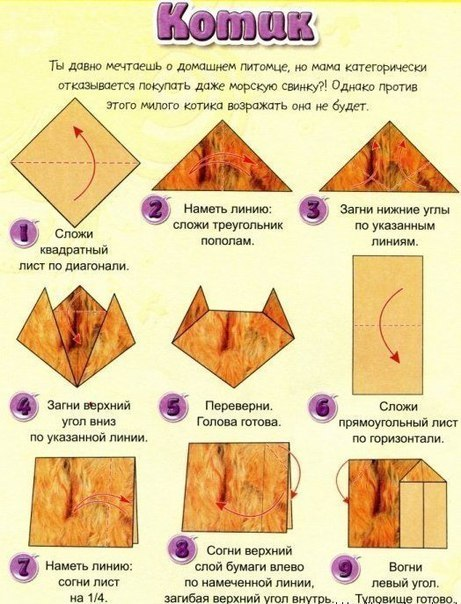 Котик
Ты давно мечтаешь о домашнем питомце, но мама категорически
отказывается покупать даже морскую свинку?! Однако против
этого милого котика возражать она не будет.
1
Сложи
квадратный
лист по диагонали.
2
Наметь линию:
сложи треугольник
пополам.
3
Загни нижние углы
по указанным
линиям.
4
Загни верхний
угол вниз
по указанной линии.
5
Переверни.
Голова готова.
6
Сложи
прямоугольный лист
по горизонтали.
7
Наметь линию:
согни лист
на 1/4.
8
Согни верхний
слой бумаги влево
по намеченной линии,
загибая верхний угол внутрь.
9
Вогни
левый угол.
Туловище готово.